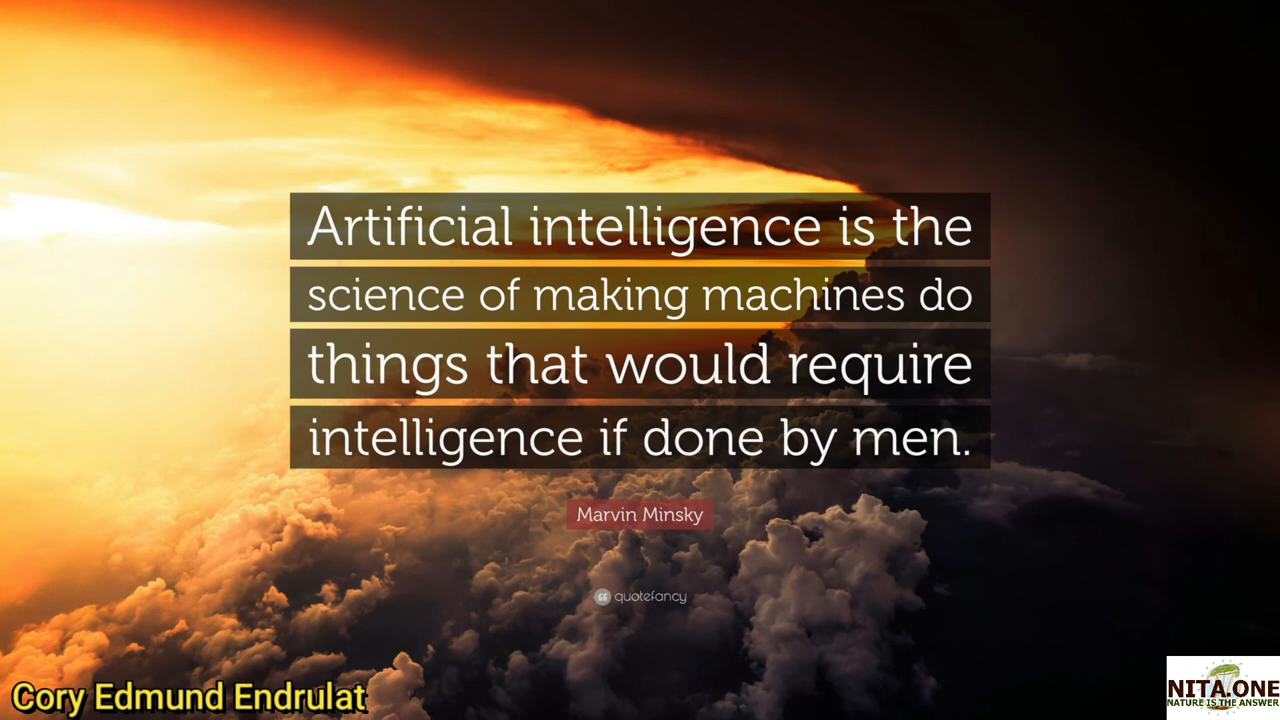 Artificial intelligence is the
science of making machines do
things that would require
intelligence if done by men.
Marvin Minsky
quotefancy
Cory Edmund Endrulat
NITA.ONE
NATURE IS THE ANSWER